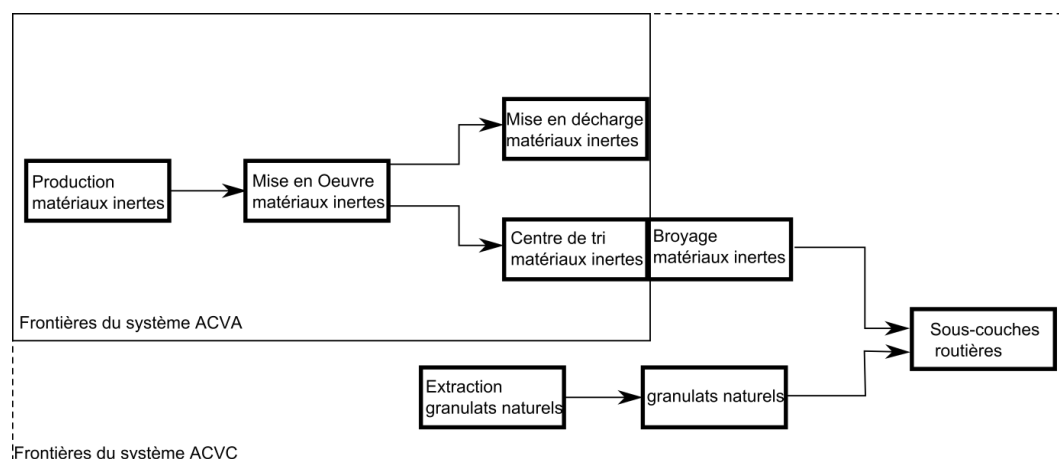 Mise en décharge
matériaux inertes
Production
matériaux inertes
Mise en Oeuvre
matériaux inertes
Centre de tri
matériaux inertes
Broyage
matériaux inertes
Frontières du système ACVA
Sous-couches
routières
Extraction
granulats naturels
granulats naturels
Frontières du système ACVC